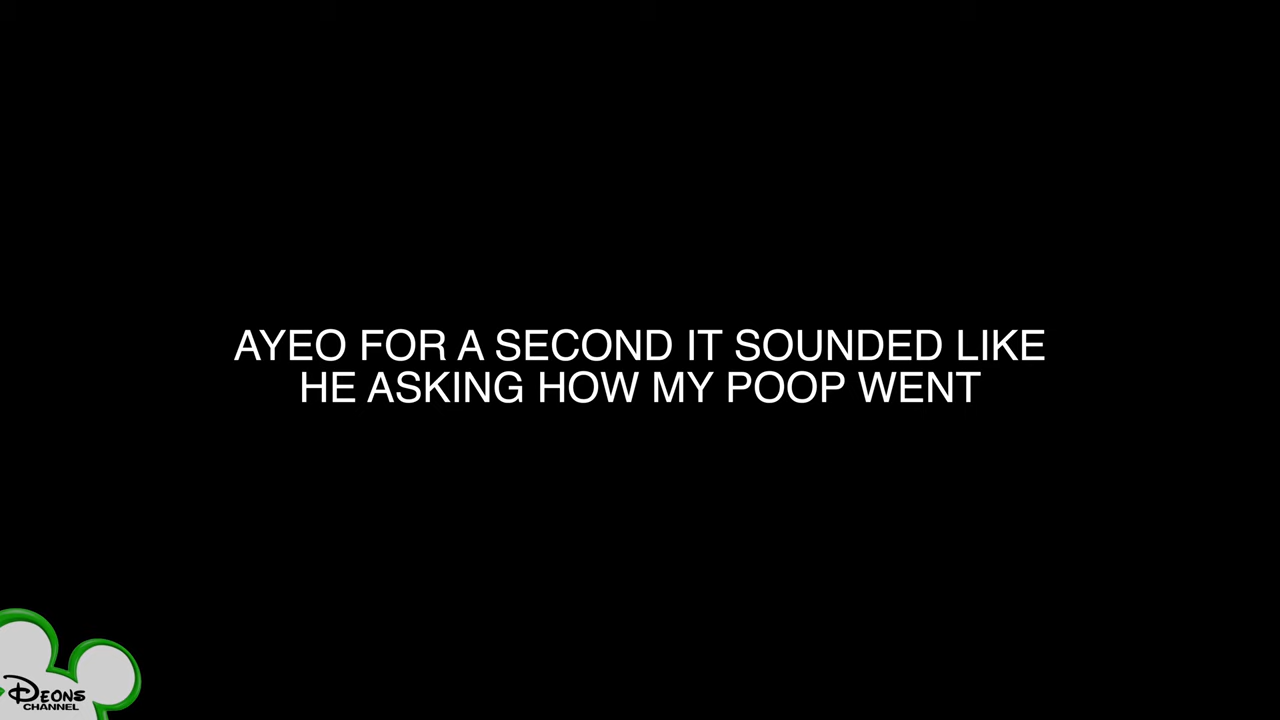 AYEO FOR A SECOND IT SOUNDED LIKE
HE ASKING HOW MY POOP WENT
DEONS
CHANNEL